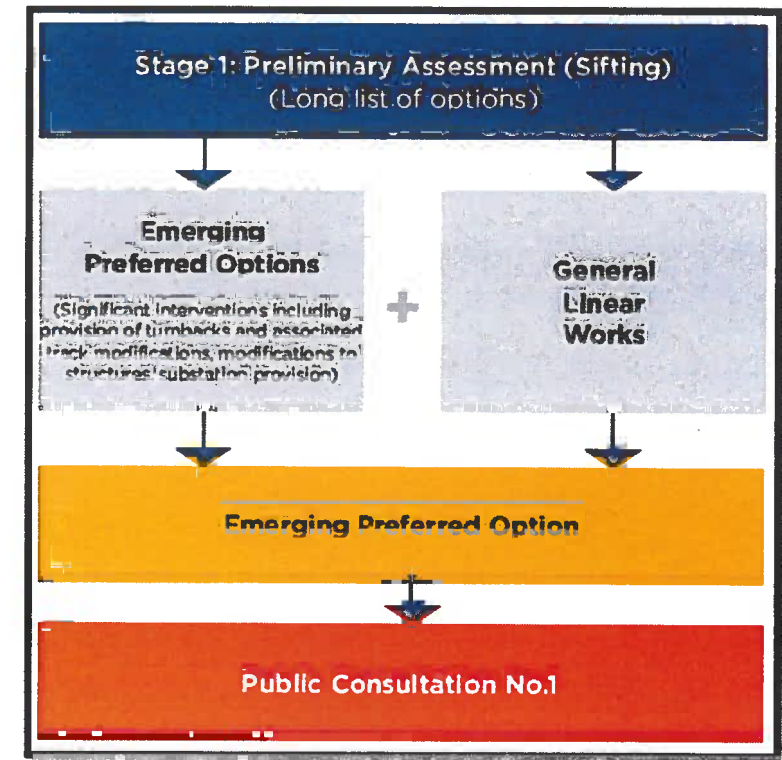 Stage 1: Preliminary Assessment (Sifting)
(Long list of options)
Emerging
Preferred Options
(Significant interventions including
provision of turnbacks and associated
track modifications, modifications to
structures, substation provision)
+
General
Linear
Works
Emerging Preferred Option
Public Consultation No.1